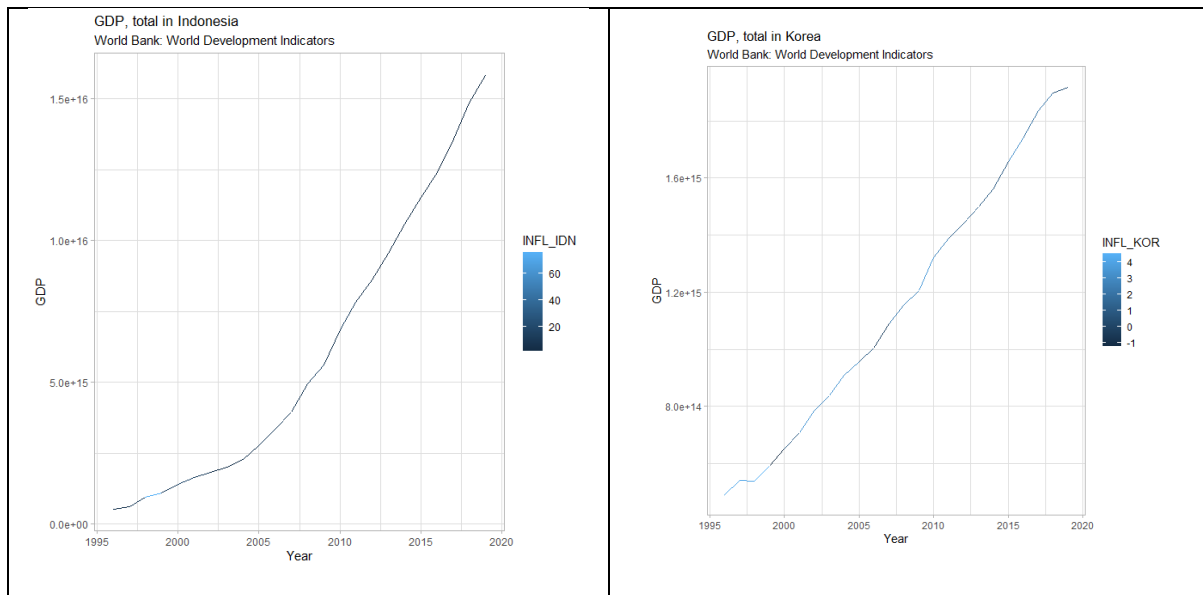 GDP, total in Indonesia
World Bank: World Development Indicators
1.5e+16
1.0e+16
5.0e+15
0.0e+00
GDP
1995 2000 2005 2010 2015 2020
Year
INFL_IDN
60
40
20
GDP, total in Korea
World Bank: World Development Indicators
1.6e+15
1.2e+15
8.0e+14
GDP
1995 2000 2005 2010 2015 2020
Year
INFL_KOR
4
3
2
1
0
-1